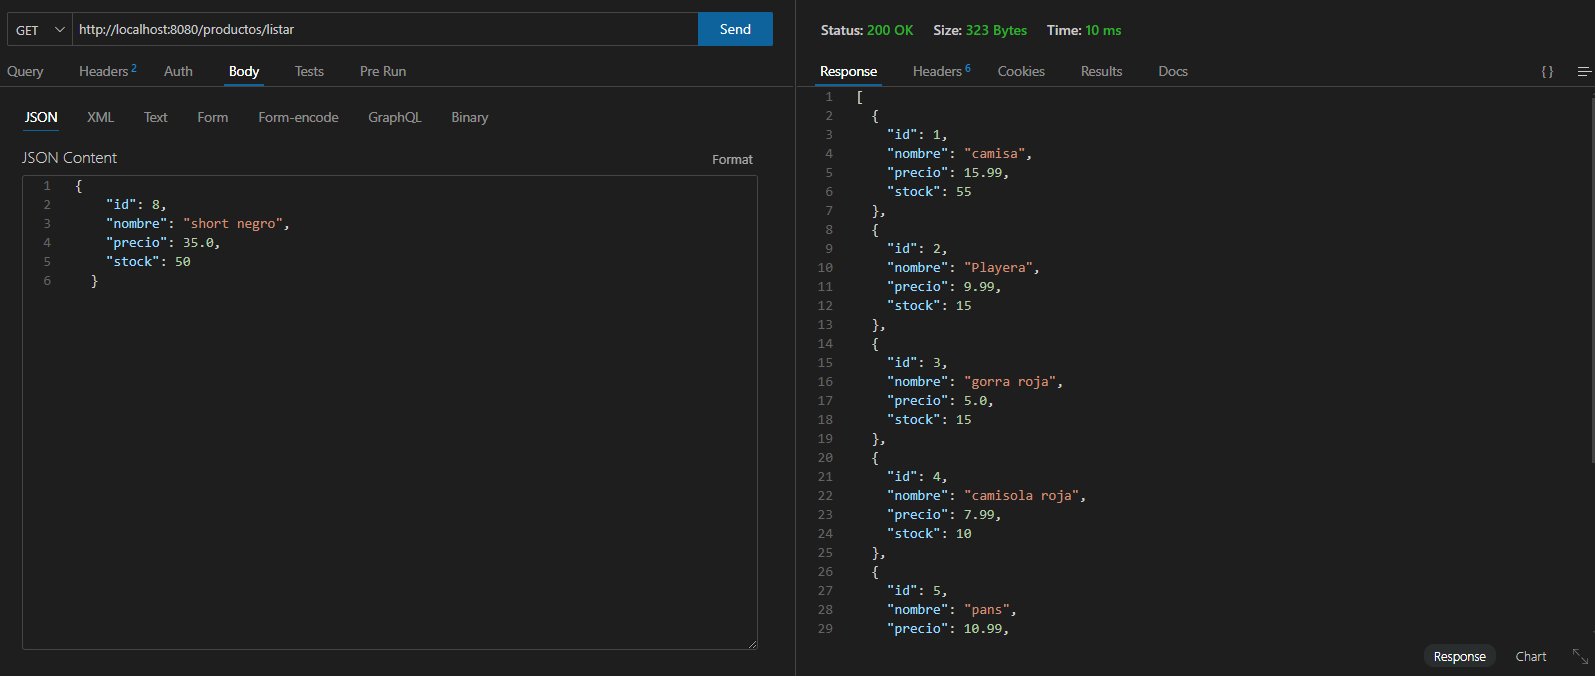 GET http://localhost:8080/productos/listar Send
Query Headers 2 Auth Body Tests Pre Run
JSON XML Text Form Form-encode GraphQL Binary
JSON Content Format
1 {
2 "id": 8,
3 "nombre": "short negro",
4 "precio": 35.0,
5 "stock": 50
6 }
Status: 200 OK Size: 323 Bytes Time: 10 ms
Response Headers 6 Cookies Results Docs { }
1 [
2 {
3 "id": 1,
4 "nombre": "camisa",
5 "precio": 15.99,
6 "stock": 55
7 },
8 {
9 "id": 2,
10 "nombre": "Playera",
11 "precio": 9.99,
12 "stock": 15
13 },
14 {
15 "id": 3,
16 "nombre": "gorra roja",
17 "precio": 5.0,
18 "stock": 15
19 },
20 {
21 "id": 4,
22 "nombre": "camisola roja",
23 "precio": 7.99,
24 "stock": 10
25 },
26 {
27 "id": 5,
28 "nombre": "pans",
29 "precio": 10.99,
Response Chart